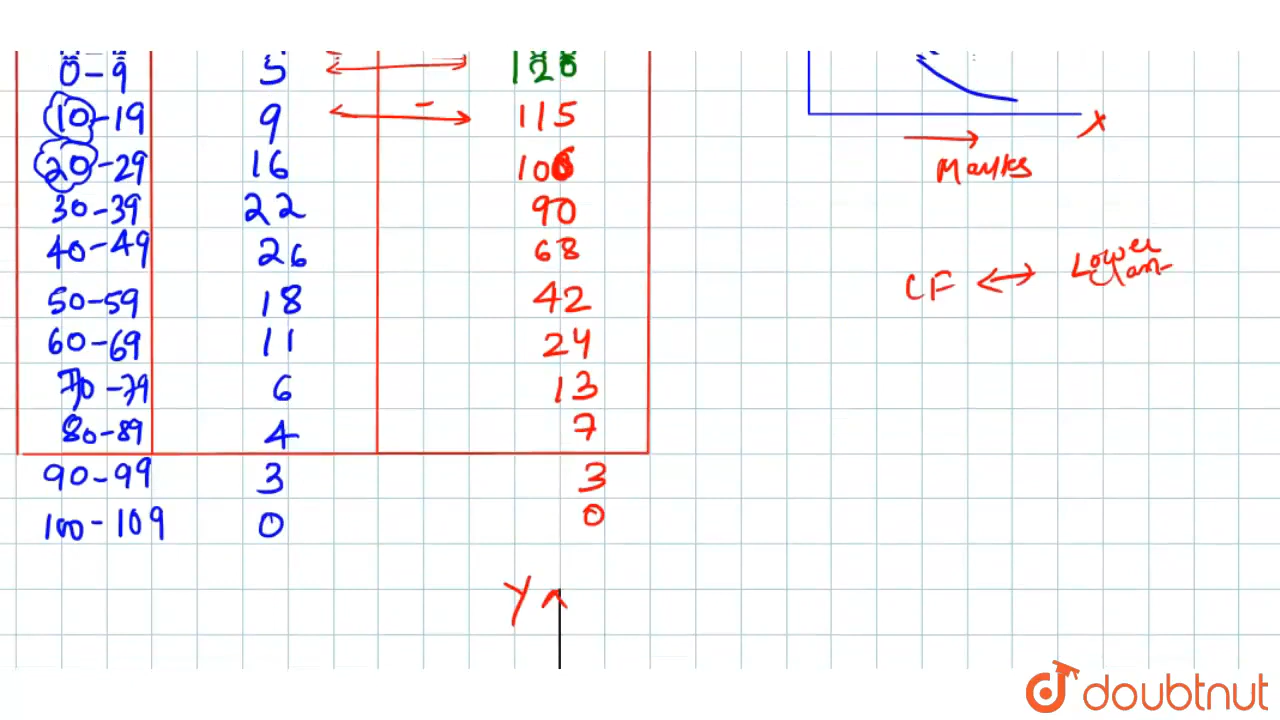 0-9 5 120
10-19 9 115
20-29 16 106
30-39 22 90
40-49 26 68
50-59 18 42
60-69 11 24
70-79 6 13
80-89 4 7
90-99 3 3
100-109 0 0
Y
X
Marks
CF ↔ Lower
doubtnut